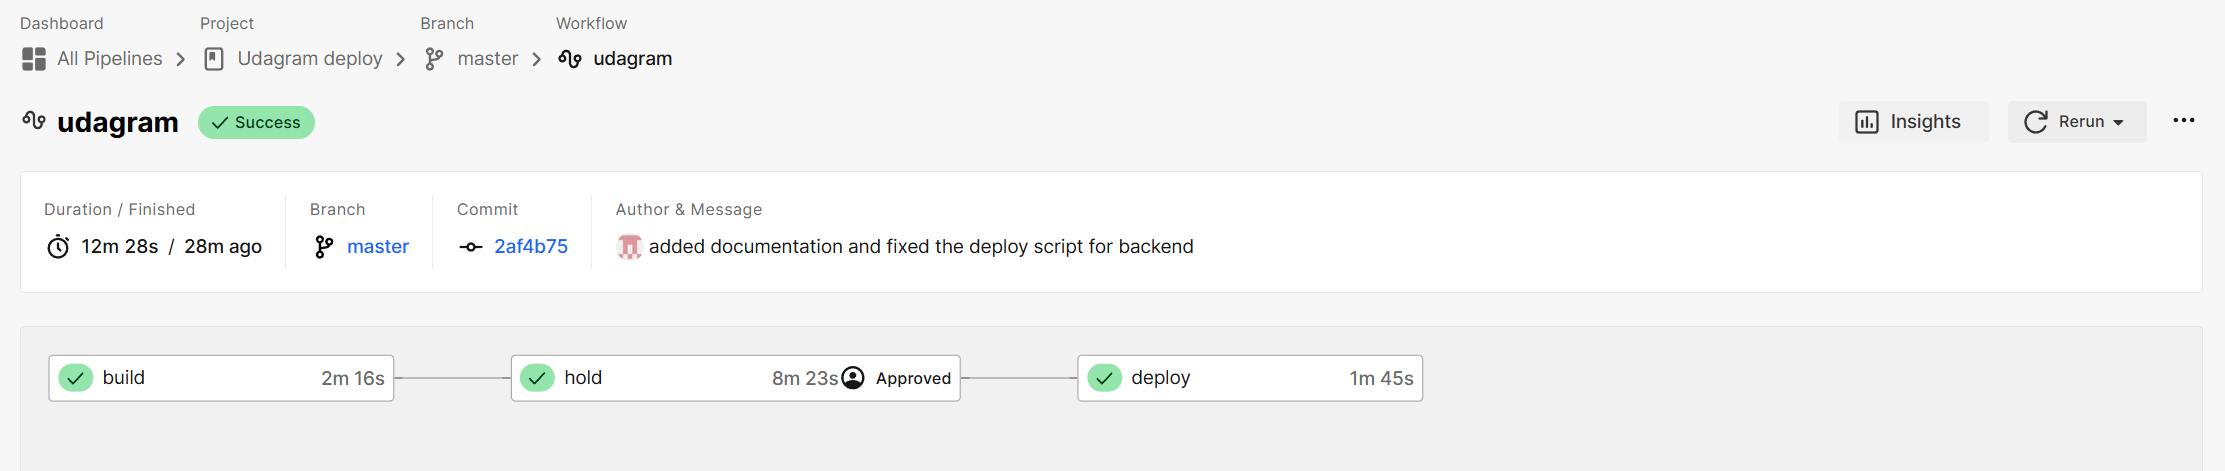 Dashboard Project Branch Workflow
All Pipelines Udagram deploy master udagram
udagram Success Insights Rerun
Duration / Finished Branch Commit Author & Message
12m 28s / 28m ago master 2af4b75 added documentation and fixed the deploy script for backend
build 2m 16s hold 8m 23s Approved deploy 1m 45s